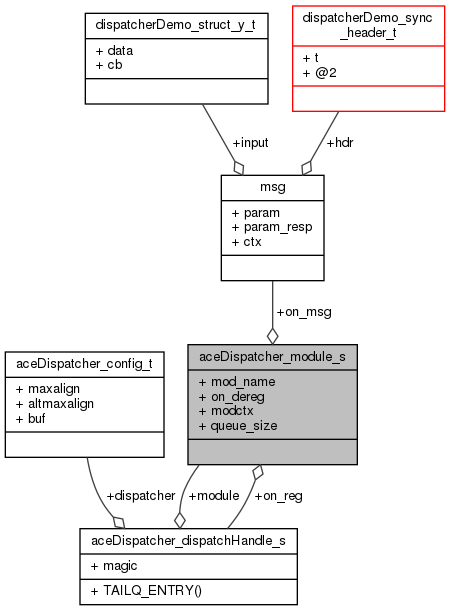 dispatcherDemo_struct_y_t
+ data
+ cb
dispatcherDemo_sync
_header_t
+ t
+ @2
+input
+hdr
msg
+ param
+ param_resp
+ ctx
+on_msg
aceDispatcher_module_s
+ mod_name
+ on_dereg
+ modctx
+ queue_size
aceDispatcher_config_t
+ maxalign
+ altmaxalign
+ buf
+dispatcher
+module
+on_reg
aceDispatcher_dispatchHandle_s
+ magic
+ TAILQ_ENTRY()